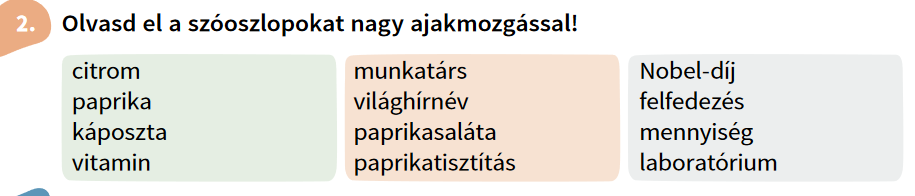 2. Olvasd el a szóoszlopokat nagy ajakmozgással!
citrom
paprika
káposzta
vitamin
munkatárs
világhírnév
paprikasaláta
paprikatisztítás
Nobel-díj
felfedezés
mennyiség
laboratórium